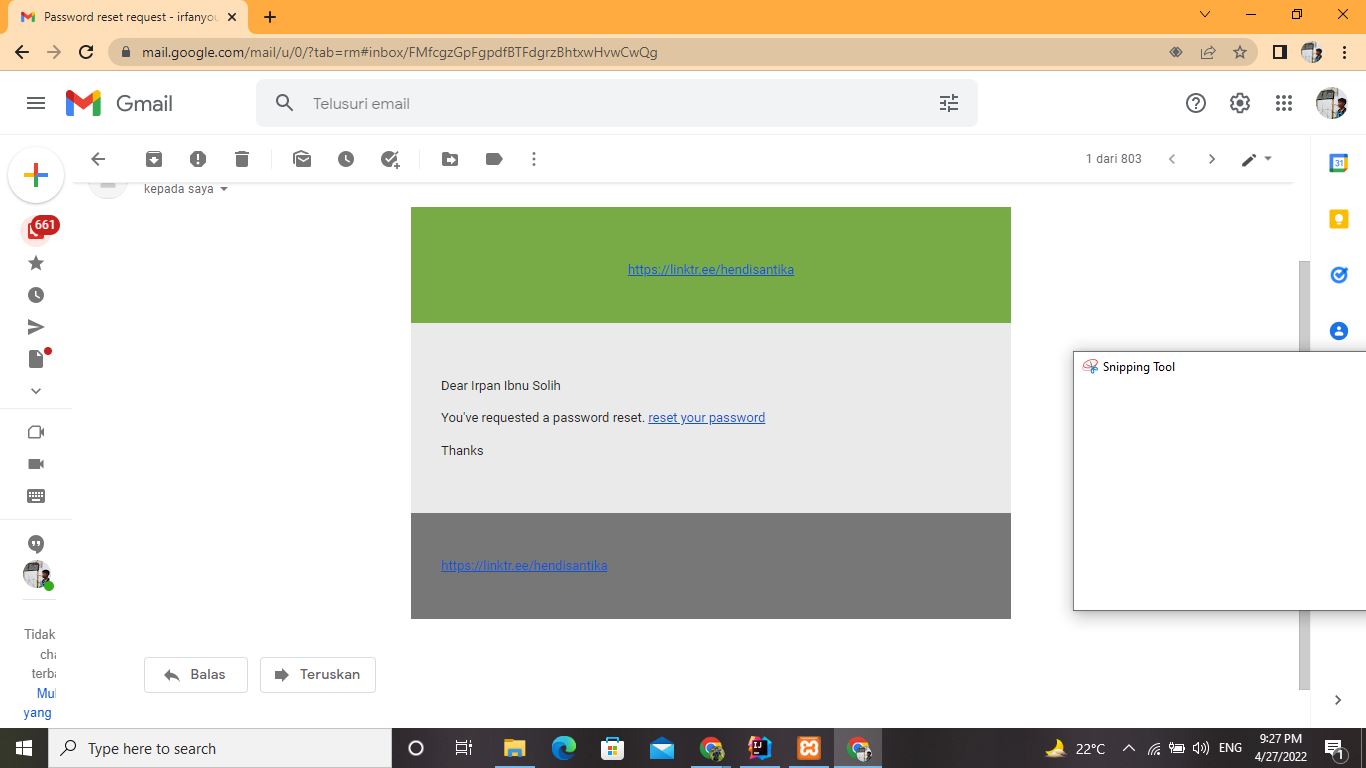 Password reset request - irfanyou
mail.google.com/mail/u/0/?tab=rm#inbox/FMfcgzGpFgpdfBTFdgrzBhtxwHvwCwQg
Gmail
Telusuri email
1 dari 803
kepada saya
661
31
https://linktr.ee/hendisantika
Snipping Tool
Dear Irpan Ibnu Solih
You've requested a password reset. reset your password
Thanks
https://linktr.ee/hendisantika
Tidak
cha
terba
Mul
yang
Balas
Teruskan
Type here to search
IJ
22°C
ENG
9:27 PM
4/27/2022
1